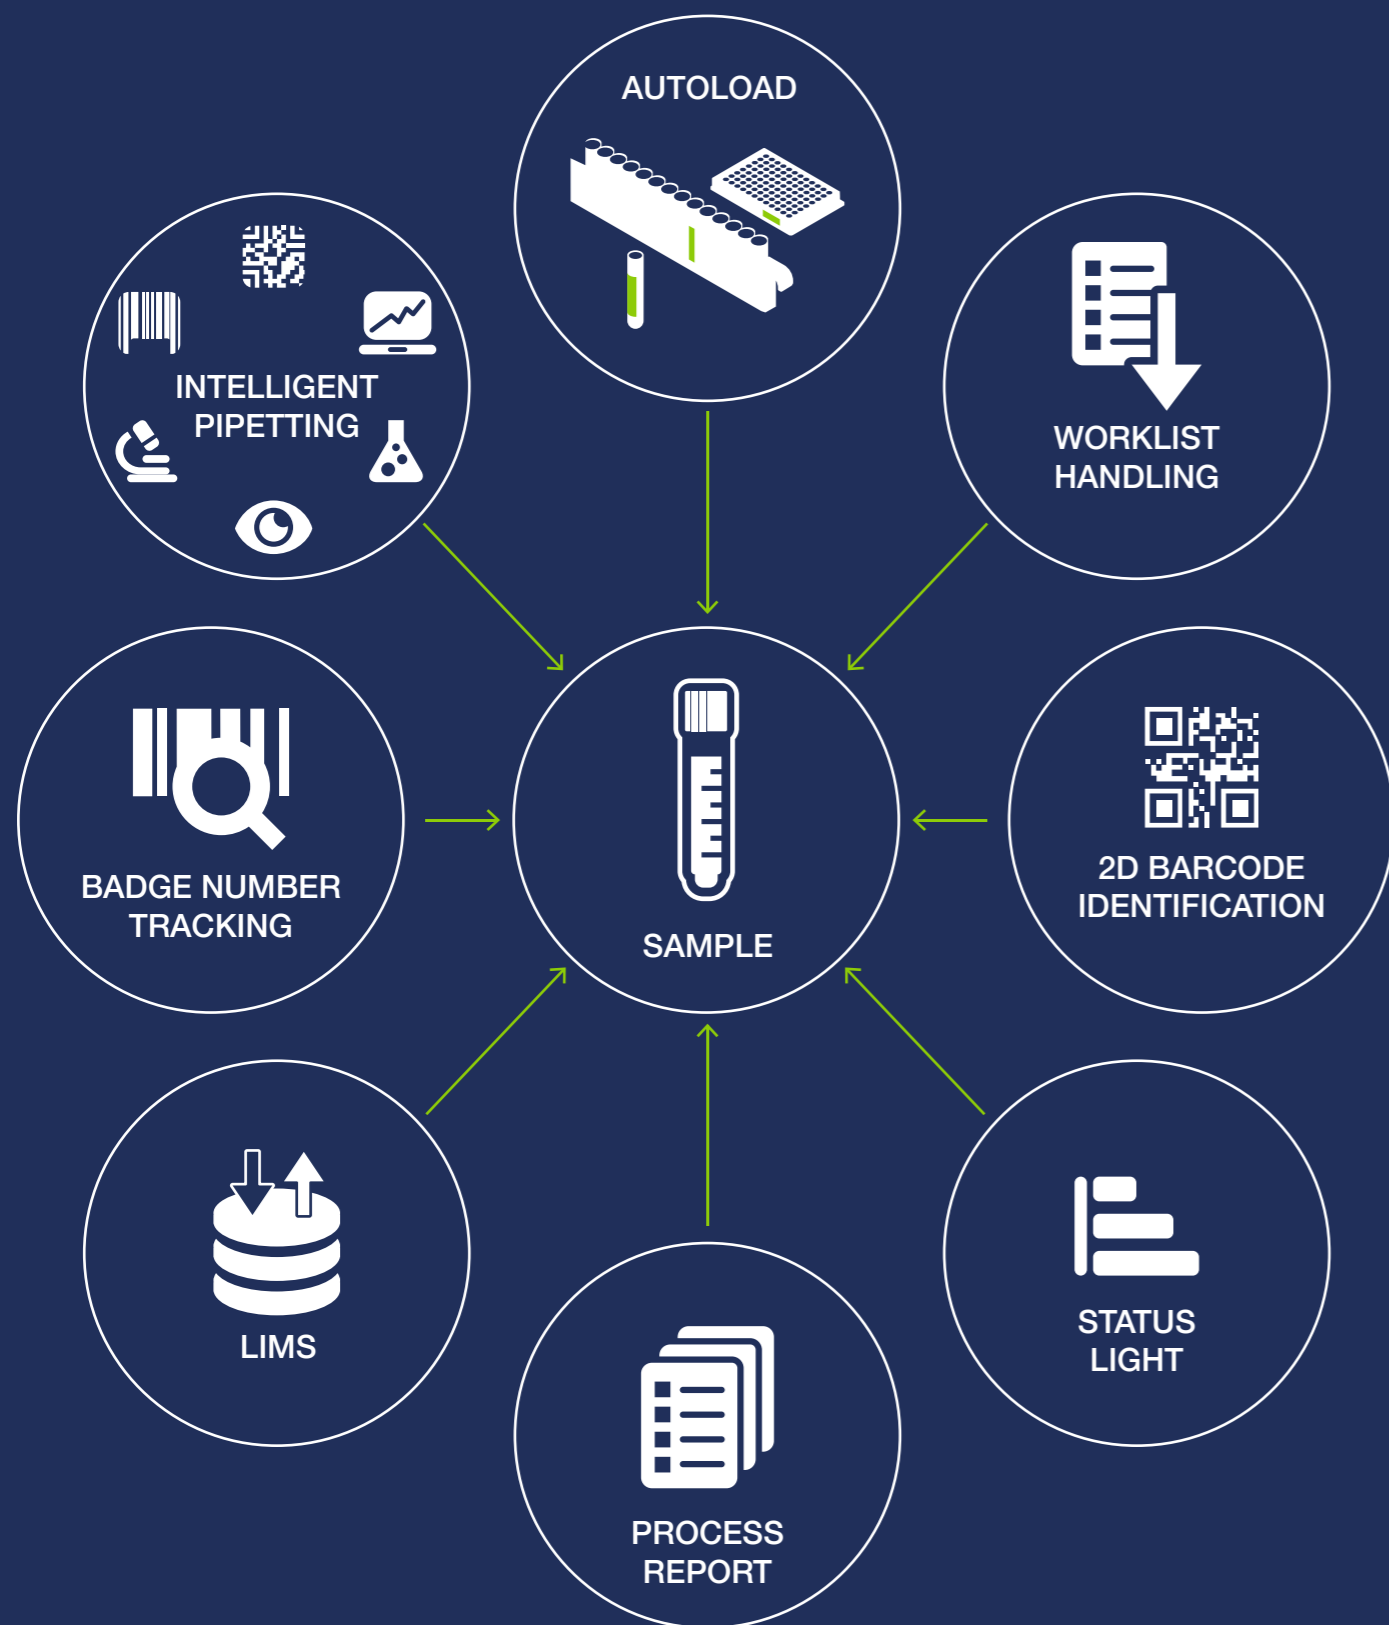 AUTOLOAD
INTELLIGENT
PIPETTING
WORKLIST
HANDLING
BADGE NUMBER
TRACKING
SAMPLE
2D BARCODE
IDENTIFICATION
LIMS
STATUS
LIGHT
PROCESS
REPORT